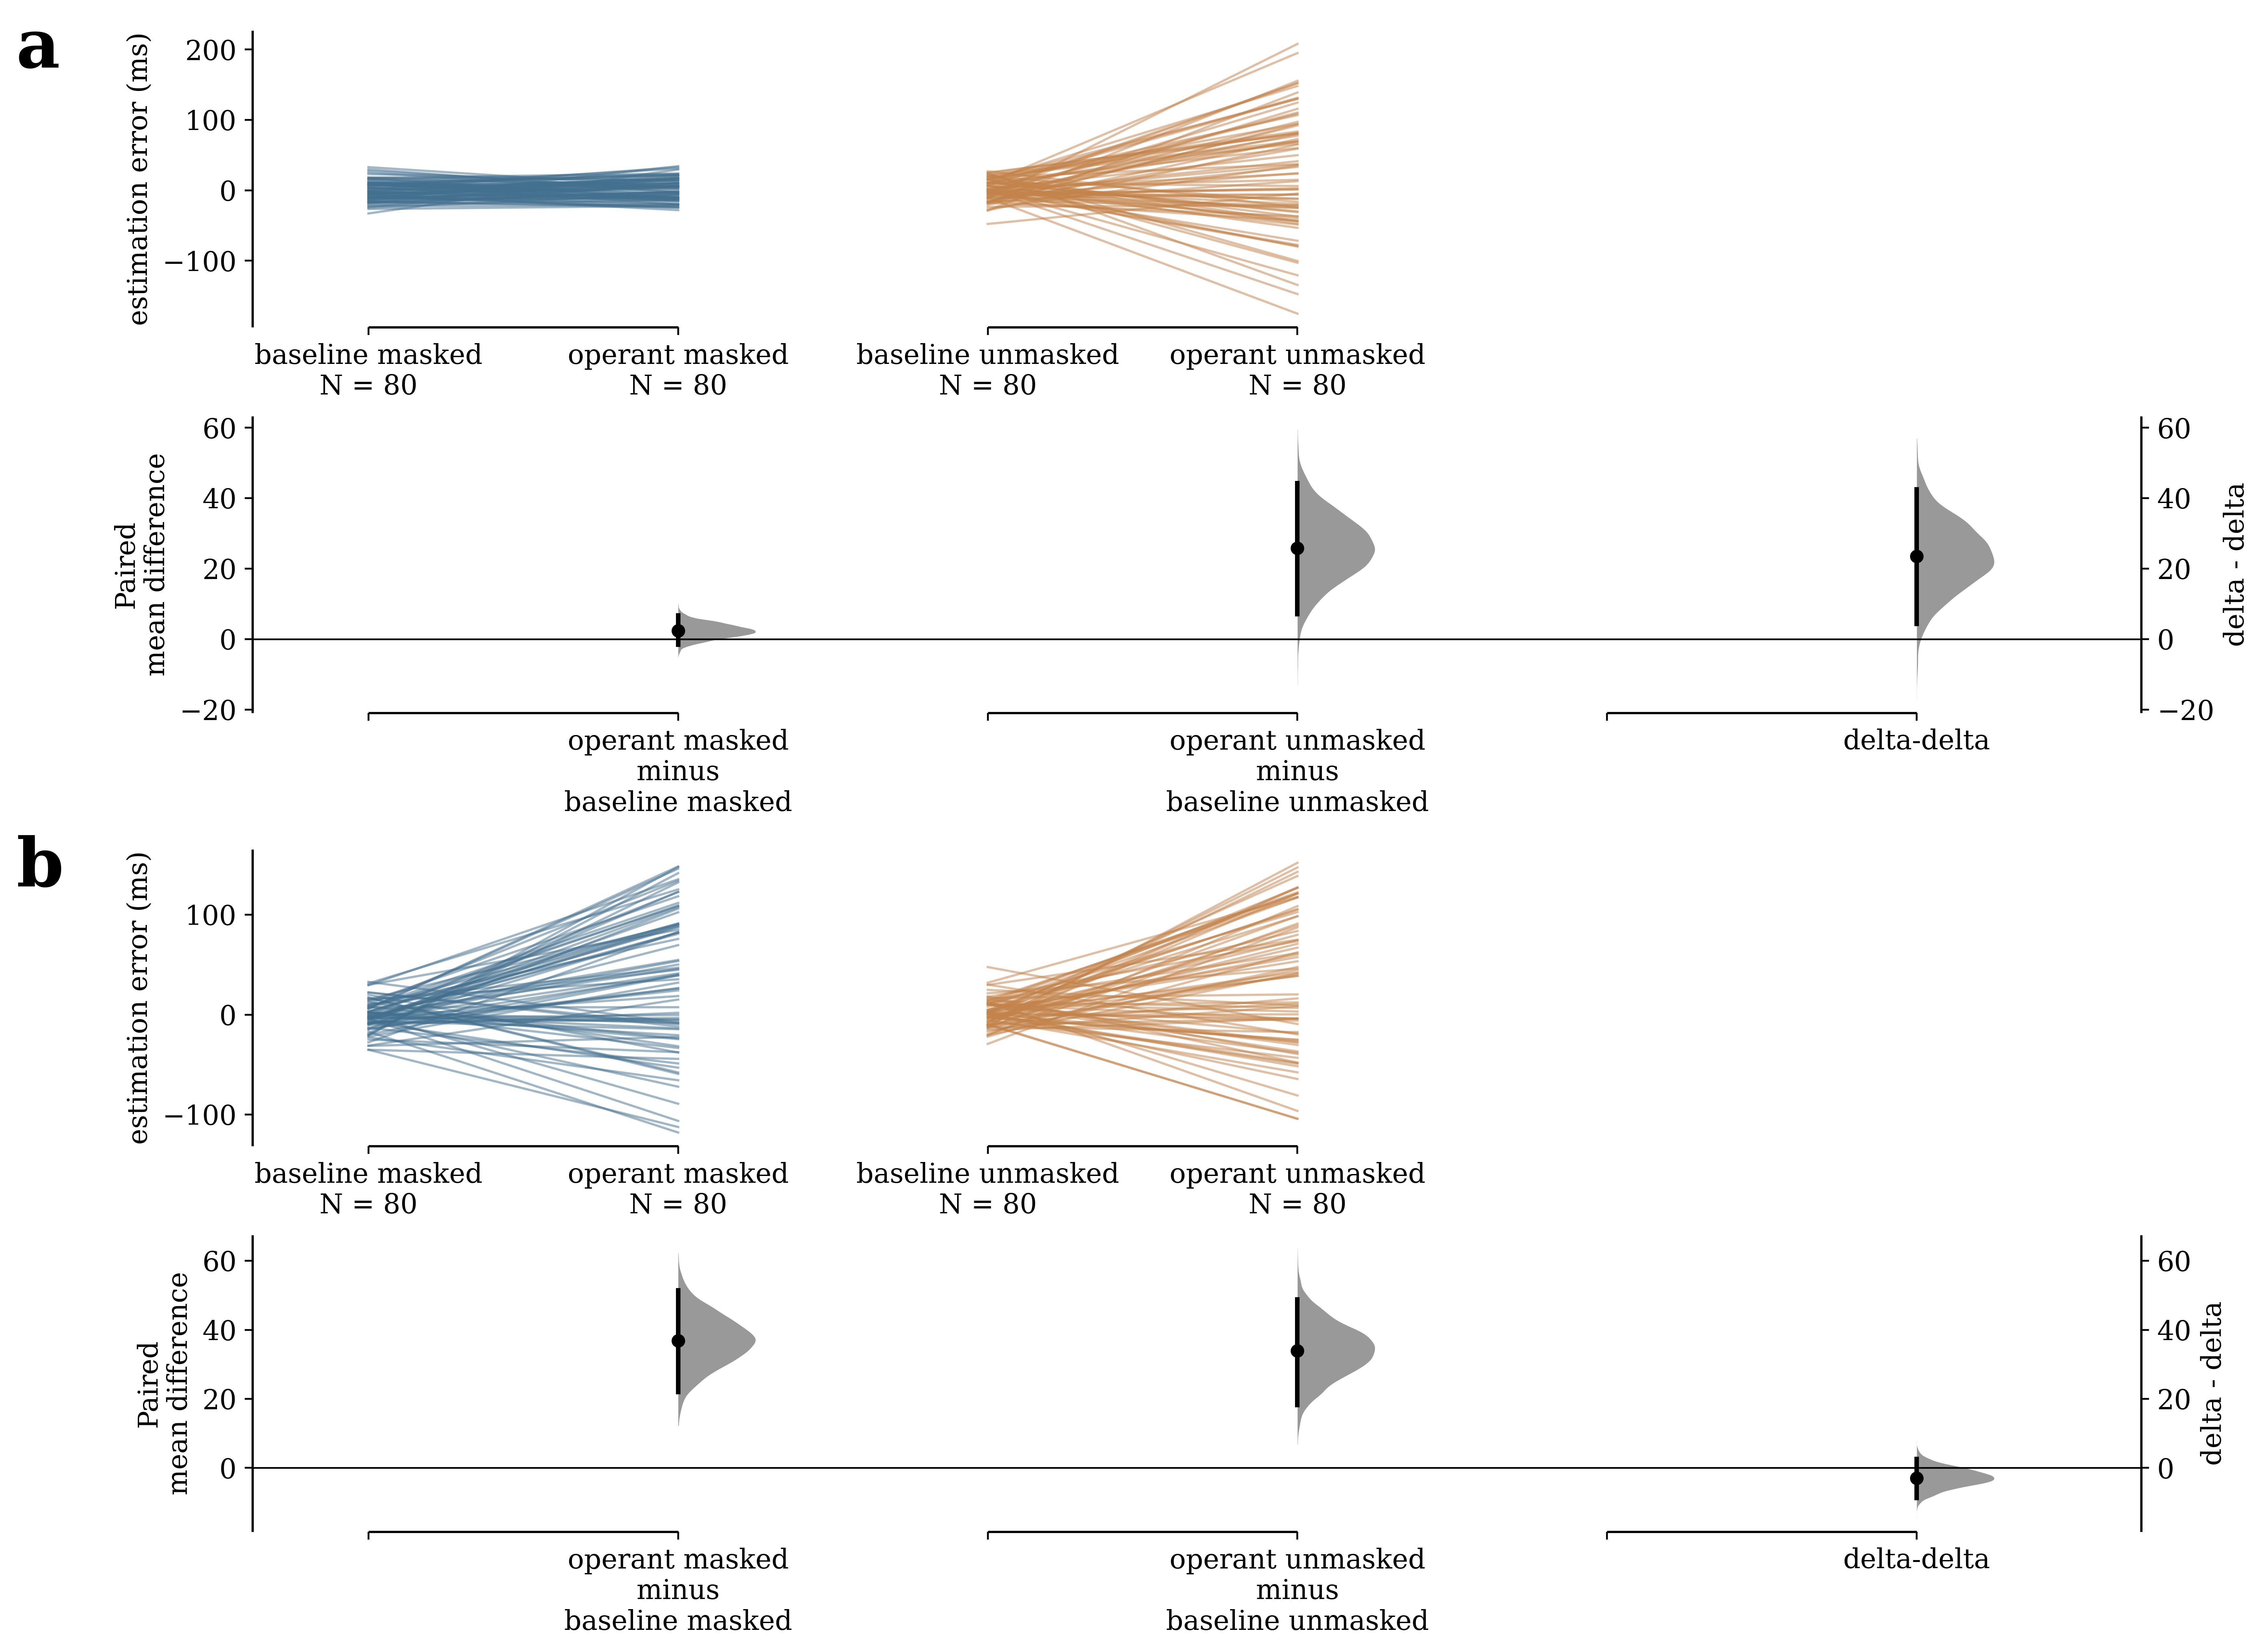 a
estimation error (ms)
200
100
0
−100
baseline masked
N = 80
operant masked
N = 80
baseline unmasked
N = 80
operant unmasked
N = 80
Paired
mean difference
60
40
20
0
−20
operant masked
minus
baseline masked
operant unmasked
minus
baseline unmasked
delta-delta
60
40
20
0
−20
delta - delta
b
estimation error (ms)
100
0
−100
baseline masked
N = 80
operant masked
N = 80
baseline unmasked
N = 80
operant unmasked
N = 80
Paired
mean difference
60
40
20
0
operant masked
minus
baseline masked
operant unmasked
minus
baseline unmasked
delta-delta
60
40
20
0
delta - delta